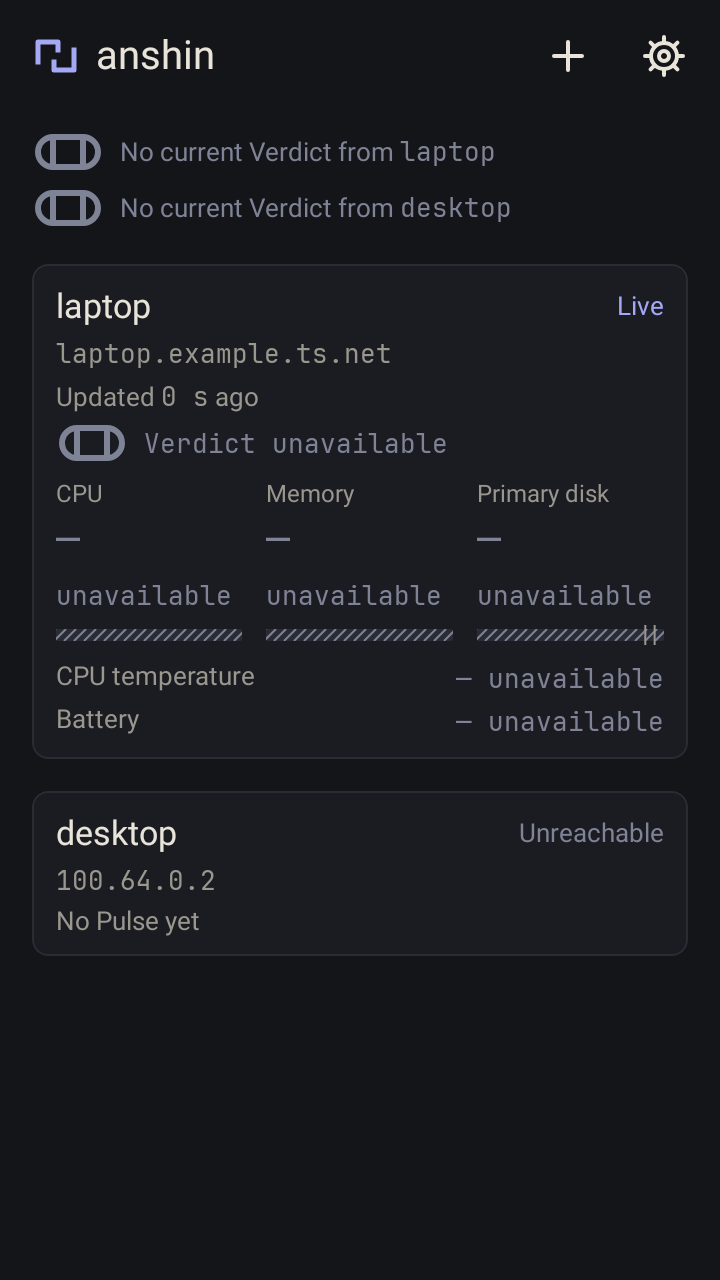 anshin
No current Verdict from laptop
No current Verdict from desktop
laptop Live
laptop.example.ts.net
Updated 0 s ago
Verdict unavailable
CPU Memory Primary disk
— — —
unavailable unavailable unavailable
CPU temperature — unavailable
Battery — unavailable
desktop Unreachable
100.64.0.2
No Pulse yet